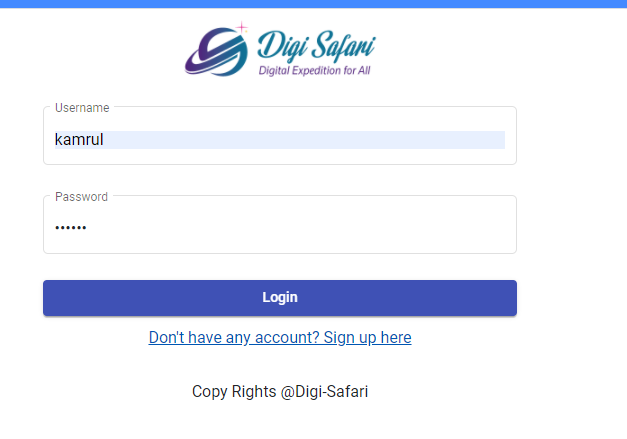 Digi Safari
Digital Expedition for All
Username
kamrul
Password
••••••
Login
Don't have any account? Sign up here
Copy Rights @Digi-Safari